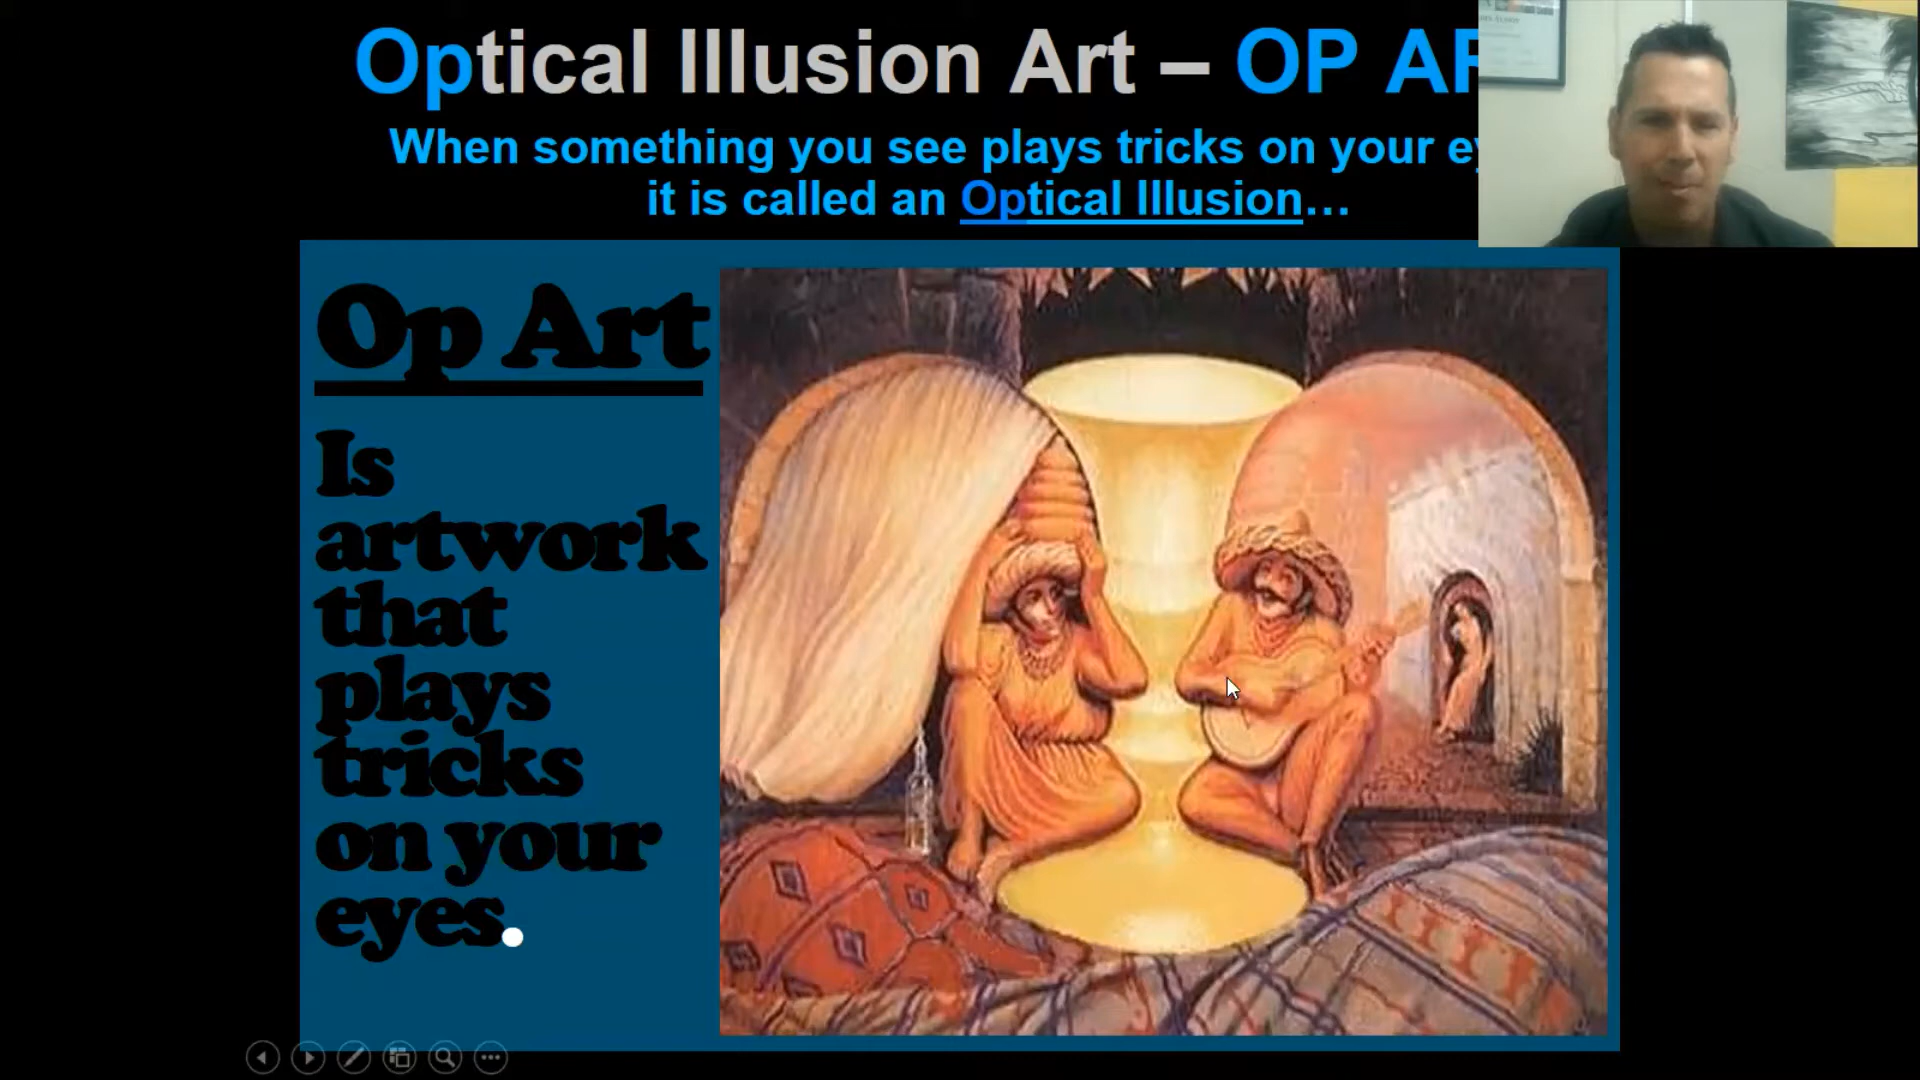 Optical Illusion Art – OP AR
When something you see plays tricks on your ey
it is called an Optical Illusion...
Op Art
Is
artwork
that
plays
tricks
on your
eyes.